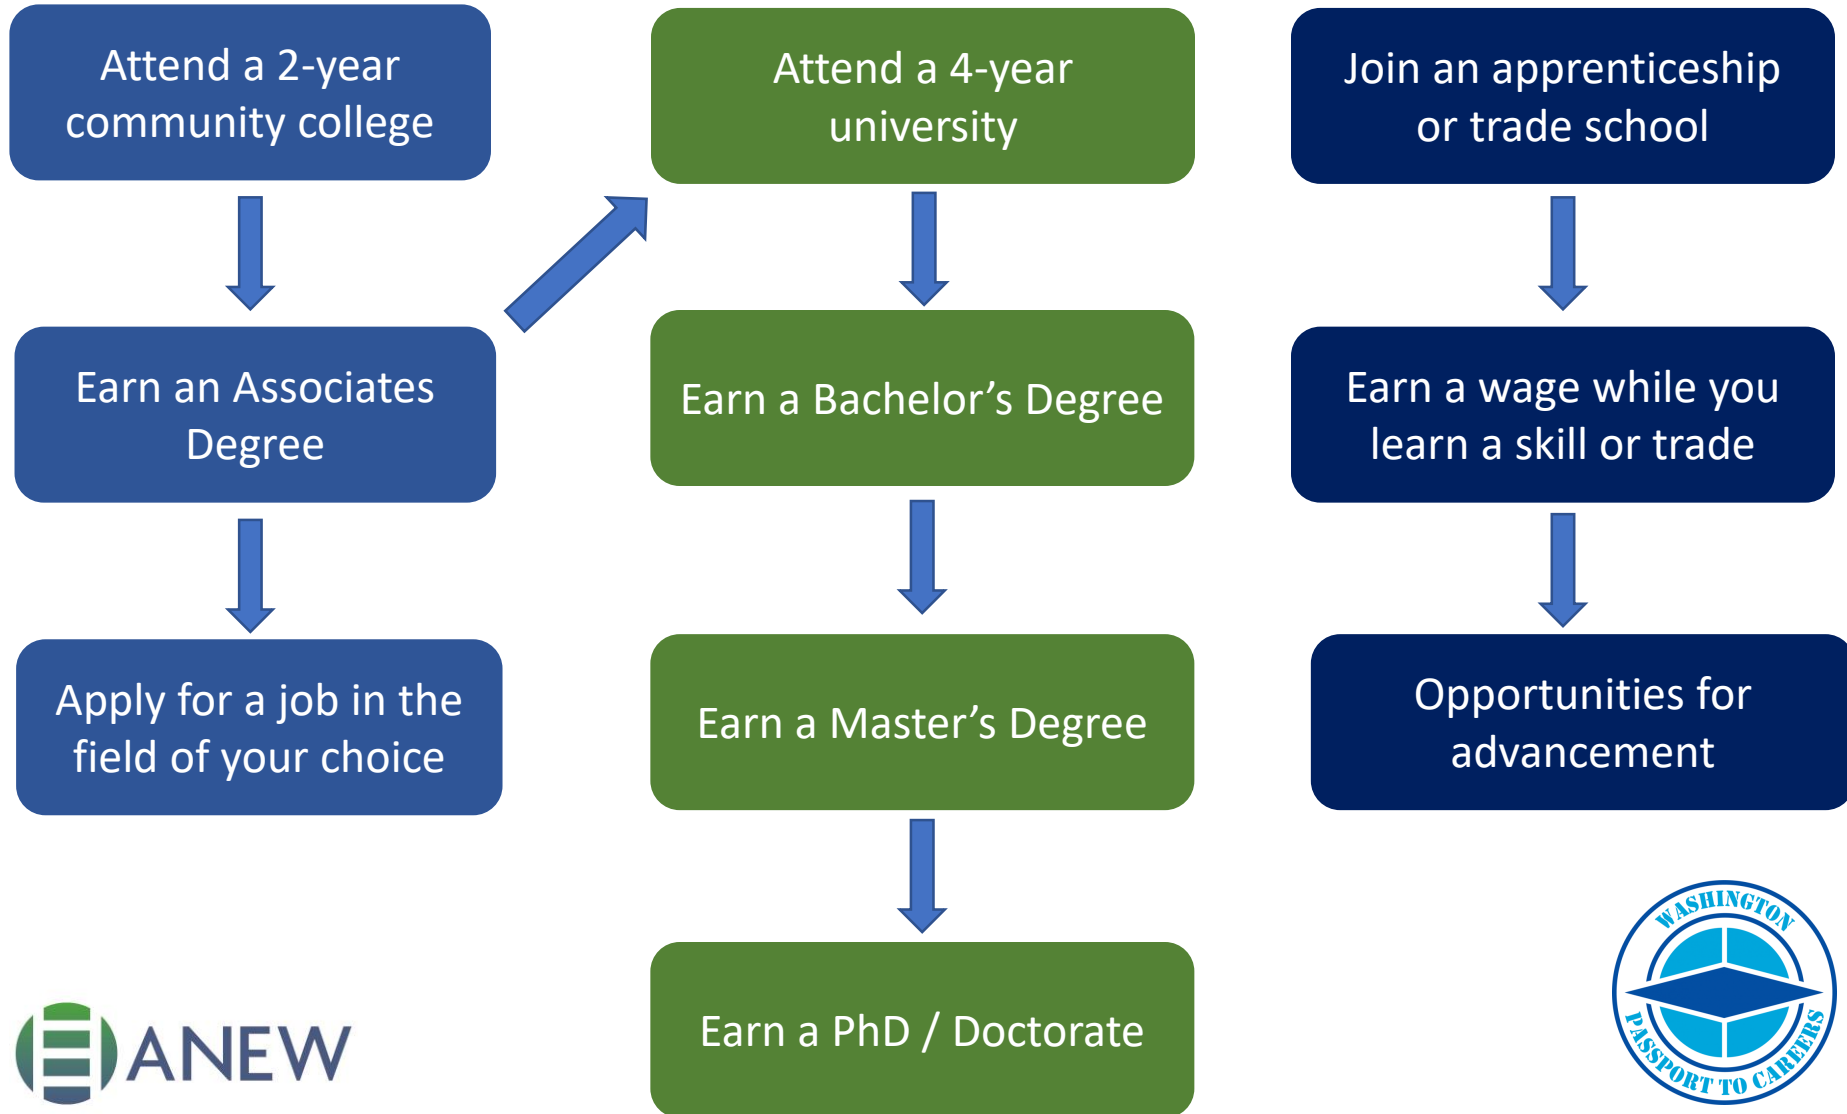 Attend a 2-year
community college
Earn an Associates
Degree
Apply for a job in the
field of your choice
Attend a 4-year
university
Earn a Bachelor’s Degree
Earn a Master’s Degree
Earn a PhD / Doctorate
Join an apprenticeship
or trade school
Earn a wage while you
learn a skill or trade
Opportunities for
advancement
ANEW
WASHINGTON
PASSPORT TO CAREERS